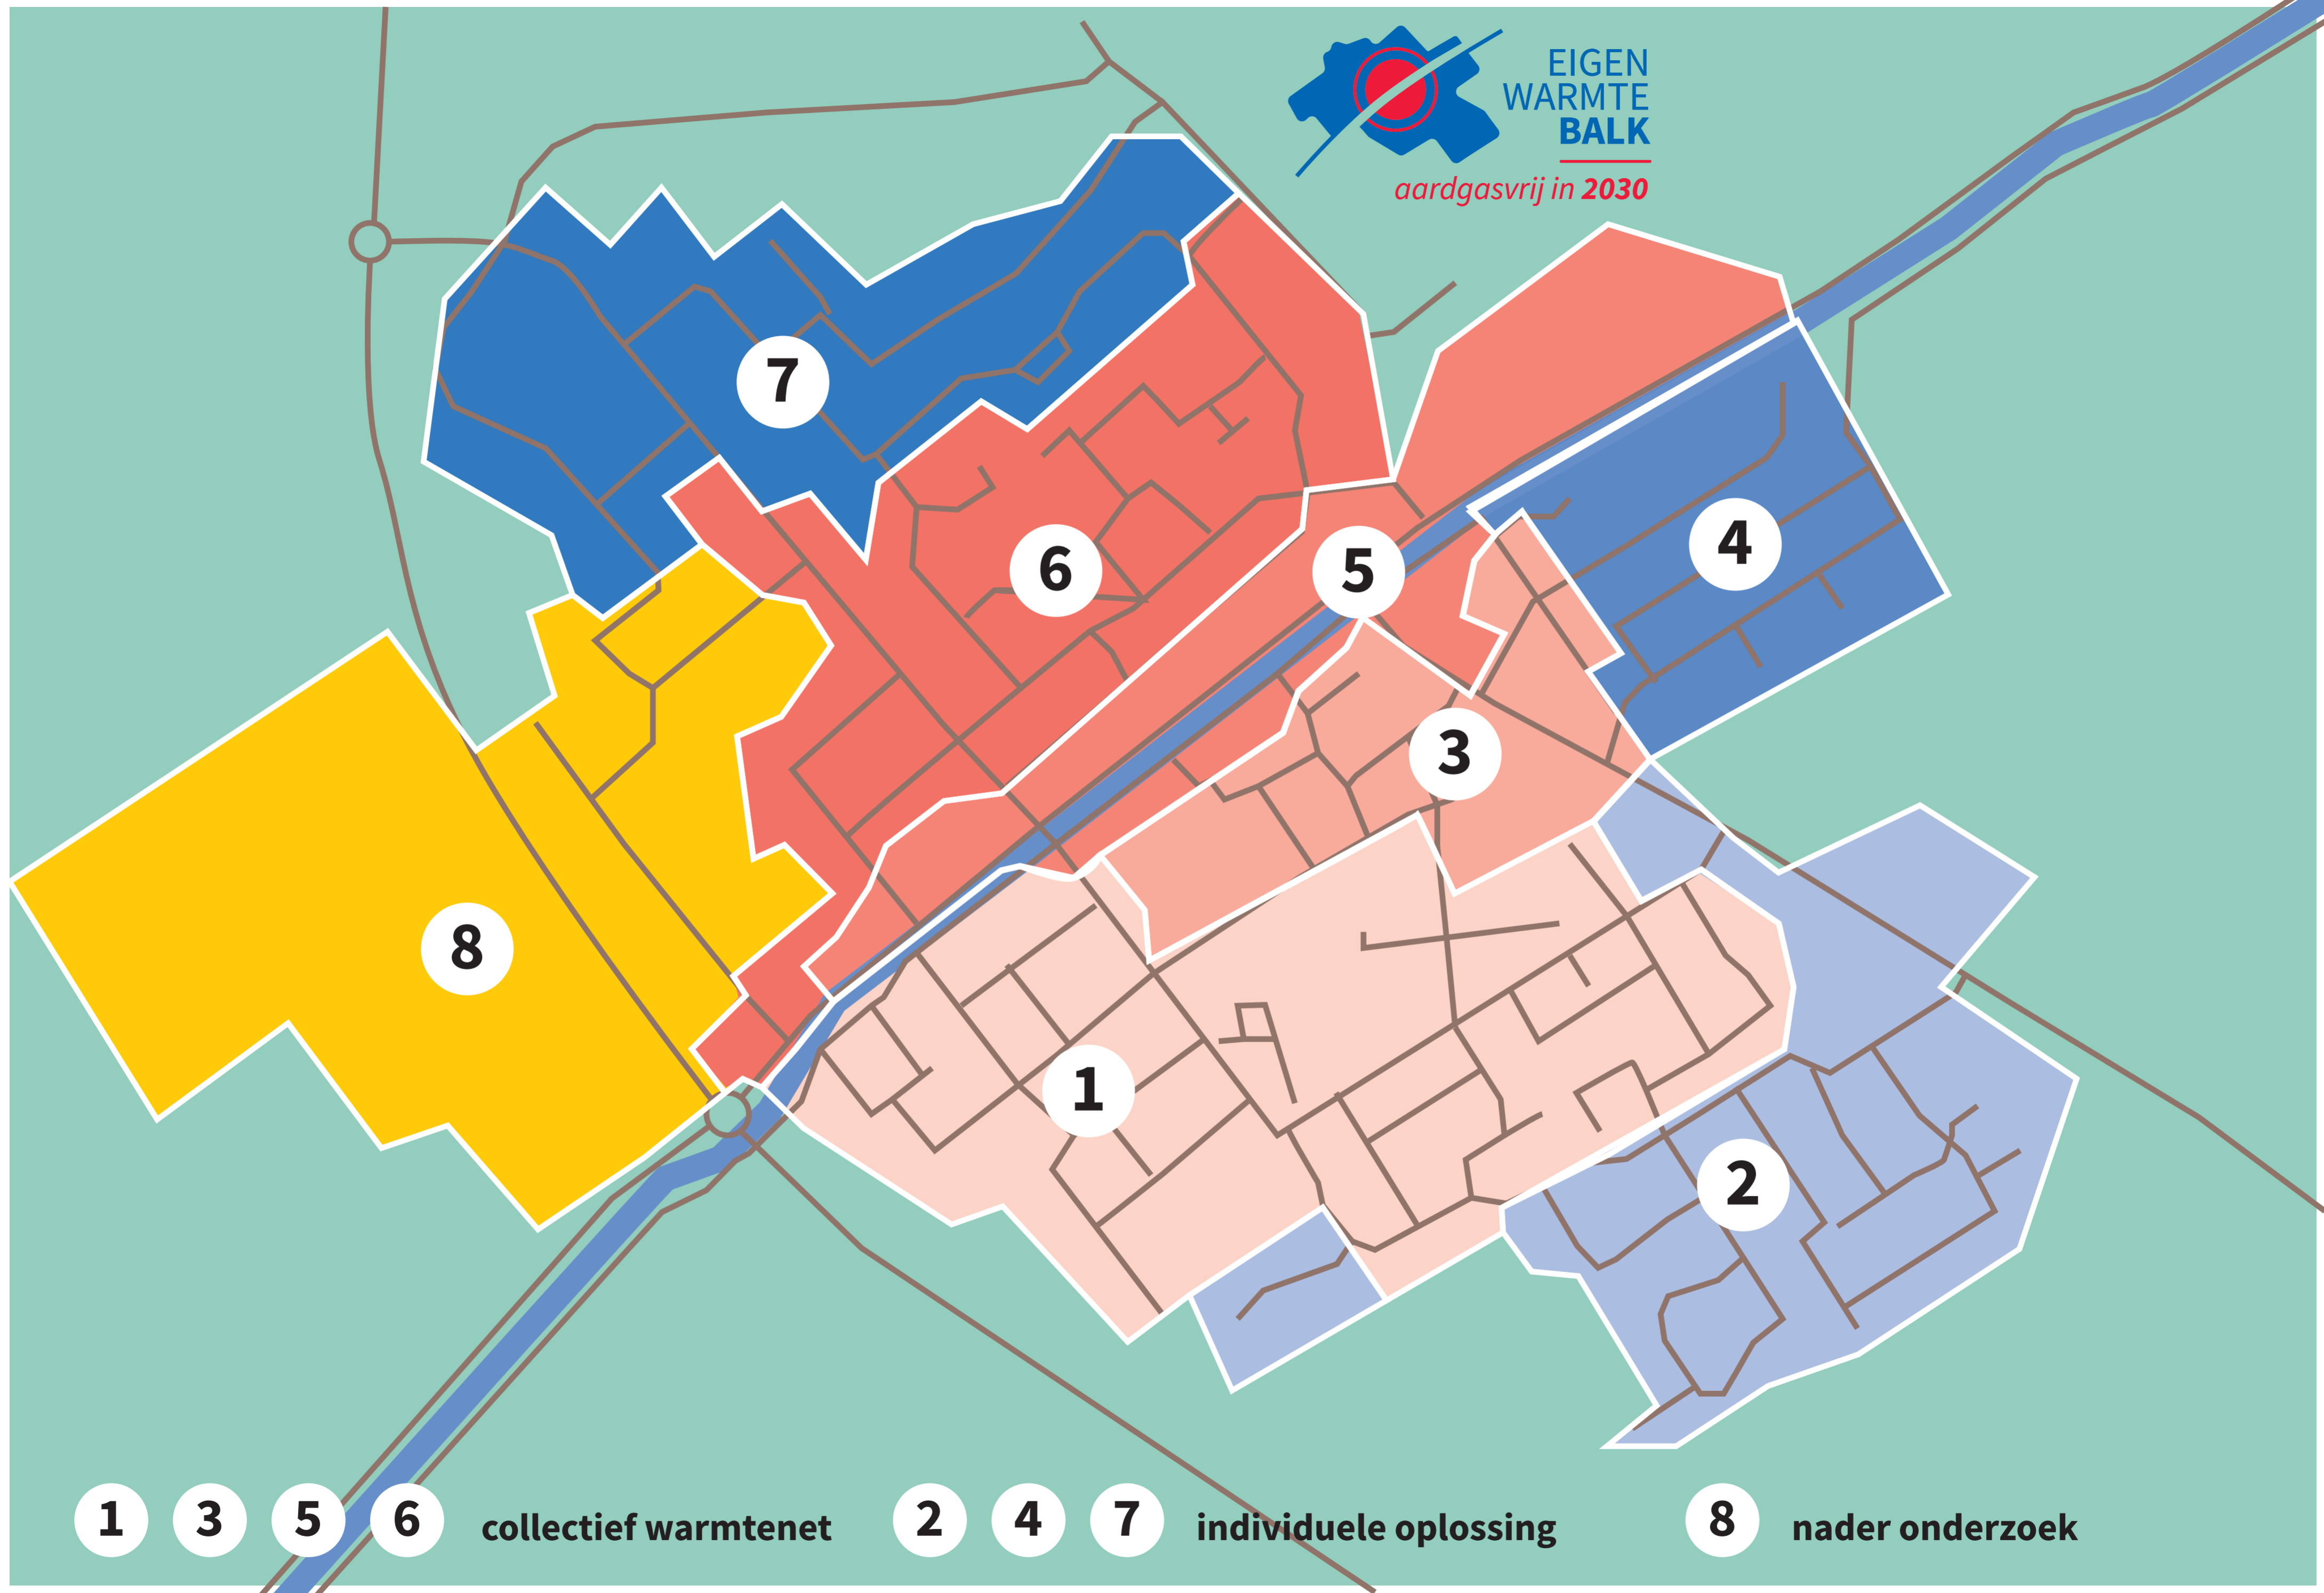 EIGEN
WARMTE
BALK
aardgasvrij in 2030
7
4
6
5
3
8
1
2
1 3 5 6 collectief warmtenet
2 4 7 individuele oplossing
8 nader onderzoek